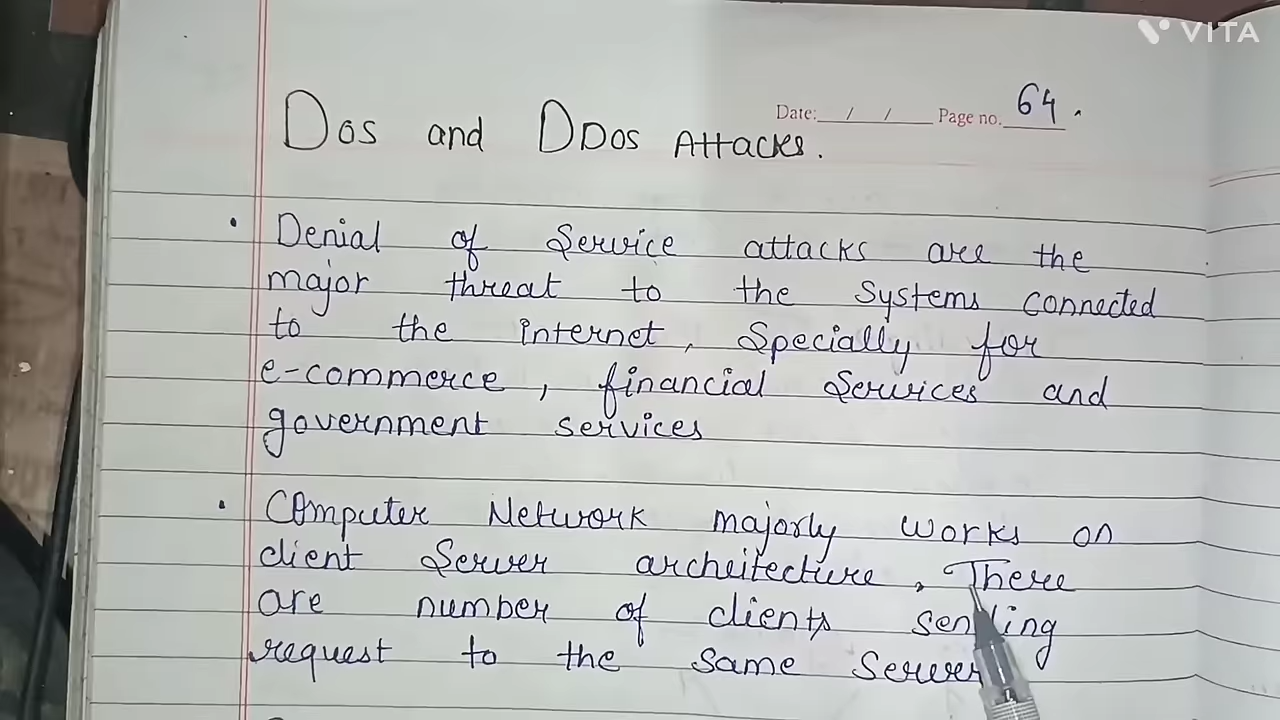 VITA
Date: / / Page no. 64.
Dos and DDos Attacks.
• Denial of Service attacks are the
major threat to the systems connected
to the internet, Specially for
e-commerce, financial services and
government services
• Computer Network majorly works on
client Server archeitecture, There
are number of clients sending
request to the same server